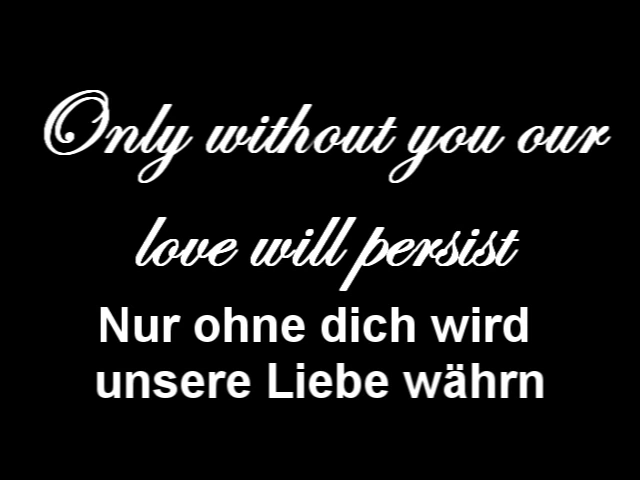 Only without you our
love will persist
Nur ohne dich wird
unsere Liebe währn